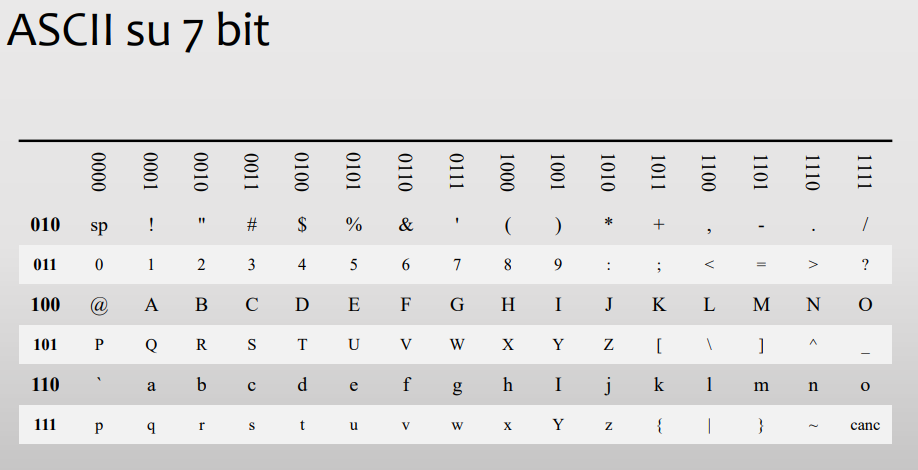 ASCII su 7 bit
0000 0001 0010 0011 0100 0101 0110 0111 1000 1001 1010 1011 1100 1101 1110 1111
010 sp ! " # $ % & ' ( ) * + , - . /
011 0 1 2 3 4 5 6 7 8 9 : ; < = > ?
100 @ A B C D E F G H I J K L M N O
101 P Q R S T U V W X Y Z [ \ ] ^ _
110 ` a b c d e f g h I j k l m n o
111 p q r s t u v w x Y z { | } ~ canc